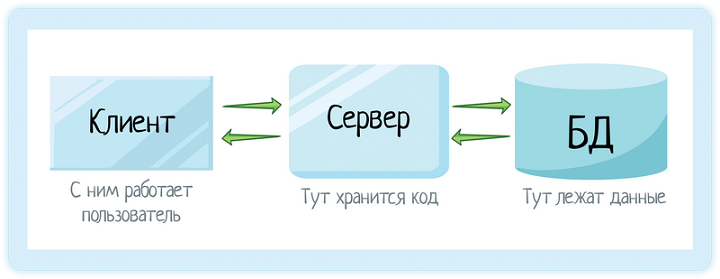 Клиент
Сервер
БД
С ним работает
пользователь
Тут хранится код
Тут лежат данные